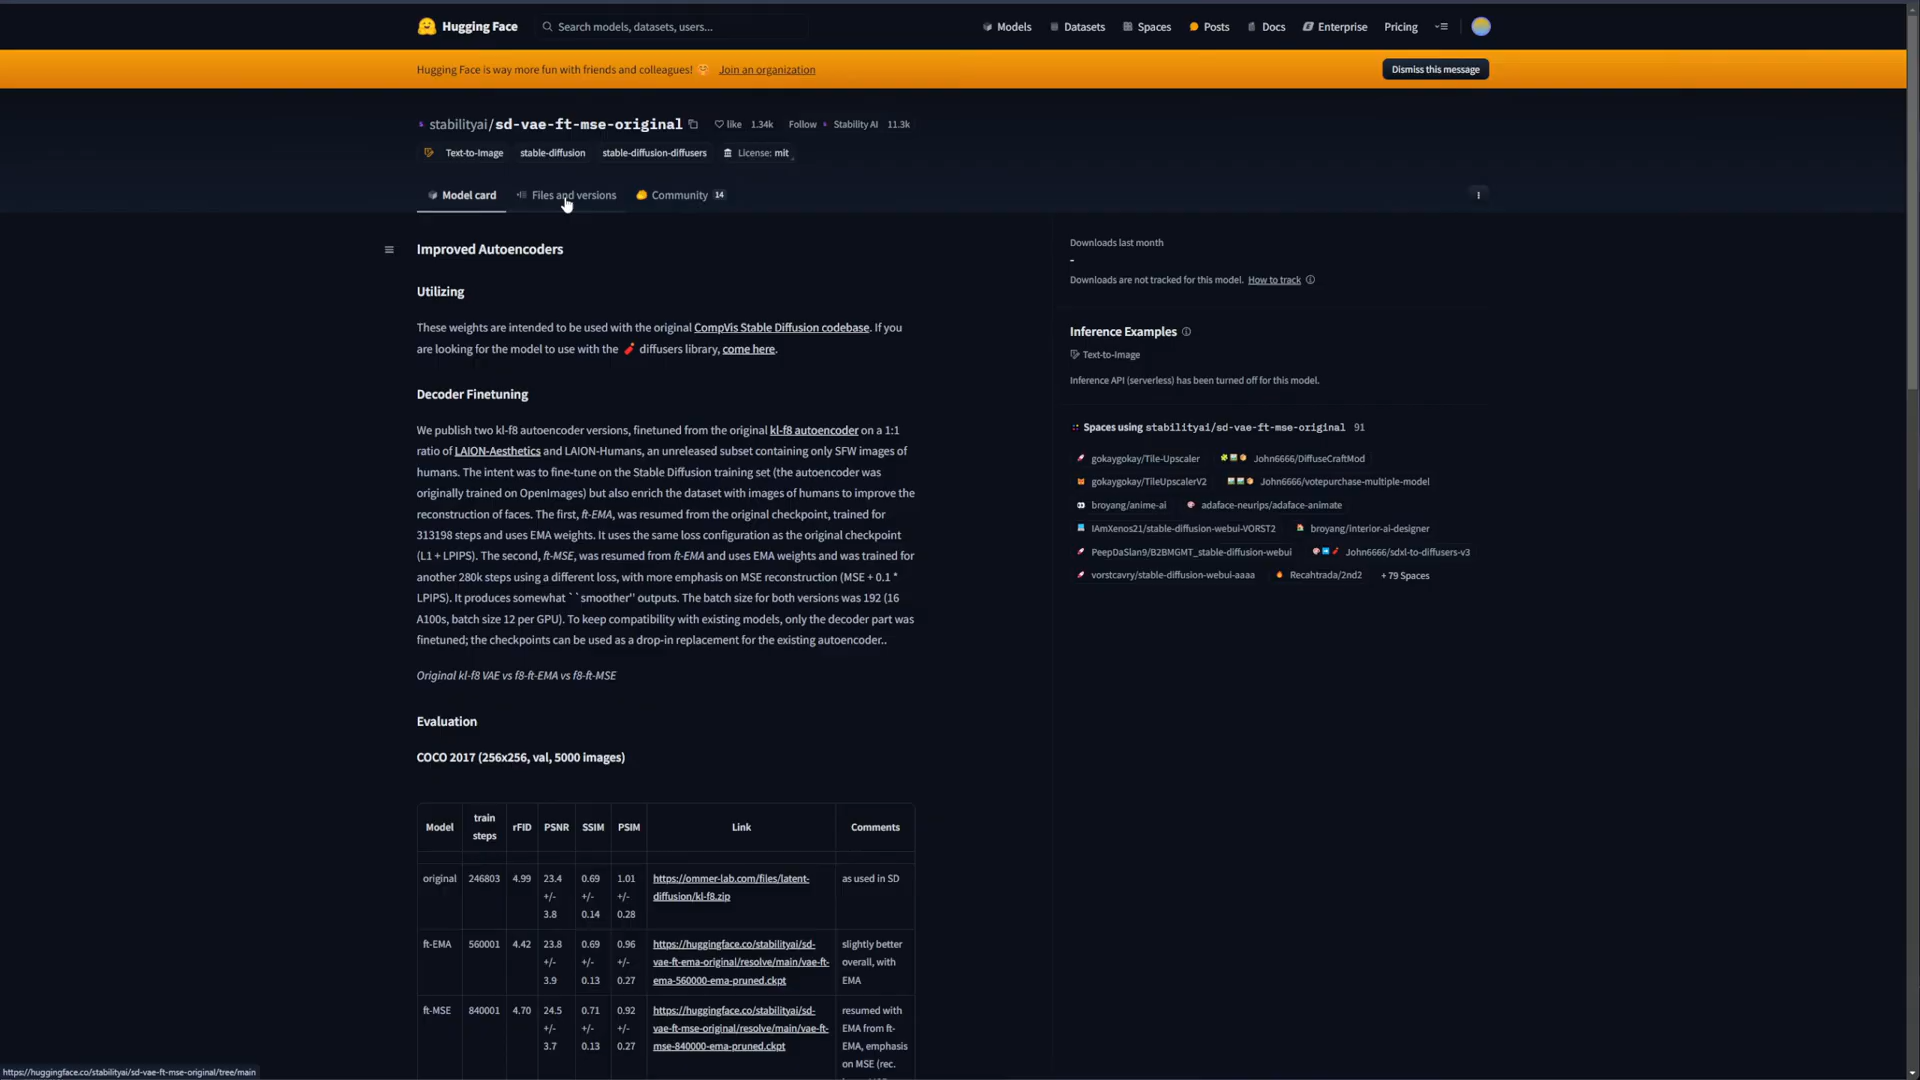 Hugging Face
Search models, datasets, users...
Models
Datasets
Spaces
Posts
Docs
Enterprise
Pricing
Hugging Face is way more fun with friends and colleagues! 🤗 Join an organization
Dismiss this message
stabilityai/sd-vae-ft-mse-original
like 1.34k
Follow
Stability AI 11.3k
Text-to-Image
stable-diffusion
stable-diffusion-diffusers
License: mit
Model card
Files and versions
Community 14
Improved Autoencoders
Utilizing
These weights are intended to be used with the original CompVis Stable Diffusion codebase. If you
are looking for the model to use with the 🧨 diffusers library, come here.
Decoder Finetuning
We publish two kl-f8 autoencoder versions, finetuned from the original kl-f8 autoencoder on a 1:1
ratio of LAION-Aesthetics and LAION-Humans, an unreleased subset containing only SFW images of
humans. The intent was to fine-tune on the Stable Diffusion training set (the autoencoder was
originally trained on OpenImages) but also enrich the dataset with images of humans to improve the
reconstruction of faces. The first, ft-EMA, was resumed from the original checkpoint, trained for
313198 steps and uses EMA weights. It uses the same loss configuration as the original checkpoint
(L1 + LPIPS). The second, ft-MSE, was resumed from ft-EMA and uses EMA weights and was trained for
another 280k steps using a different loss, with more emphasis on MSE reconstruction (MSE + 0.1 *
LPIPS). It produces somewhat ``smoother'' outputs. The batch size for both versions was 192 (16
A100s, batch size 12 per GPU). To keep compatibility with existing models, only the decoder part was
finetuned; the checkpoints can be used as a drop-in replacement for the existing autoencoder..
Original kl-f8 VAE vs f8-ft-EMA vs f8-ft-MSE
Evaluation
COCO 2017 (256x256, val, 5000 images)
Model
train
steps
rFID
PSNR
SSIM
PSIM
Link
Comments
original
246803
4.99
23.4
+/-
3.8
0.69
+/-
0.14
1.01
+/-
0.28
https://ommer-lab.com/files/latent-
diffusion/kl-f8.zip
as used in SD
ft-EMA
560001
4.42
23.8
+/-
3.9
0.69
+/-
0.13
0.96
+/-
0.27
https://huggingface.co/stabilityai/sd-
vae-ft-ema-original/resolve/main/vae-ft-
ema-560000-ema-pruned.ckpt
slightly better
overall, with
EMA
ft-MSE
840001
4.70
24.5
+/-
3.7
0.71
+/-
0.13
0.92
+/-
0.27
https://huggingface.co/stabilityai/sd-
vae-ft-mse-original/resolve/main/vae-ft-
mse-840000-ema-pruned.ckpt
resumed with
EMA from ft-
EMA, emphasis
on MSE (rec.
Downloads last month
-
Downloads are not tracked for this model. How to track
Inference Examples
Text-to-Image
Inference API (serverless) has been turned off for this model.
Spaces using stabilityai/sd-vae-ft-mse-original 91
gokaygokay/Tile-Upscaler
John6666/DiffuseCraftMod
gokaygokay/TileUpscalerV2
John6666/votepurchase-multiple-model
broyang/anime-ai
adaface-neurips/adaface-animate
IAmXenos21/stable-diffusion-webui-VORST2
broyang/interior-ai-designer
PeepDaSlan9/B2BMGMT_stable-diffusion-webui
John6666/sdxl-to-diffusers-v3
vorstcavry/stable-diffusion-webui-aaaa
Recahtrada/2nd2
+ 79 Spaces
https://huggingface.co/stabilityai/sd-vae-ft-mse-original/tree/main